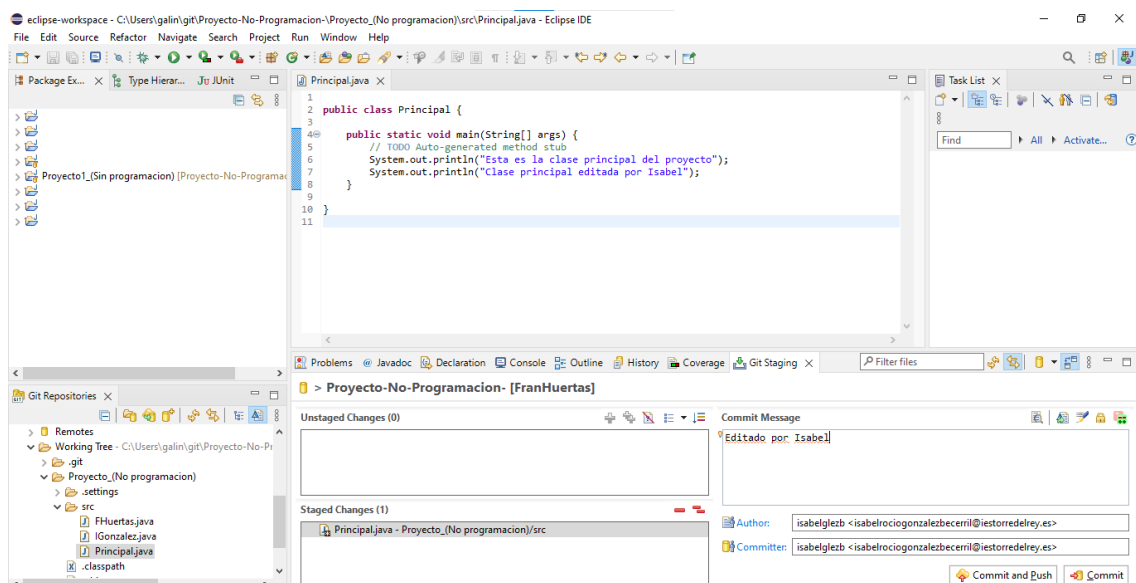 eclipse-workspace - C:\Users\galin\git\Proyecto-No-Programacion-\Proyecto_(No programacion)\src\Principal.java - Eclipse IDE
File Edit Source Refactor Navigate Search Project Run Window Help
Package Ex... Type Hierar... JUnit
Proyecto1_(Sin programacion) [Proyecto-No-Programac
Principal.java
1
2 public class Principal {
3
4 public static void main(String[] args) {
5 // TODO Auto-generated method stub
6 System.out.println("Esta es la clase principal del proyecto");
7 System.out.println("Clase principal editada por Isabel");
8 }
9
10 }
11
Task List
Find All Activate...
Git Repositories
Remotes
Working Tree - C:\Users\galin\git\Proyecto-No-Pr
.git
Proyecto_(No programacion)
.settings
src
FHuertas.java
IGonzalez.java
Principal.java
.classpath
Problems Javadoc Declaration Console Outline History Coverage Git Staging
Filter files
> Proyecto-No-Programacion- [FranHuertas]
Unstaged Changes (0)
Staged Changes (1)
Principal.java - Proyecto_(No programacion)/src
Commit Message
Editado por Isabel
Author: isabelglezb <isabelrociogonzalezbecerril@iestorredelrey.es>
Committer: isabelglezb <isabelrociogonzalezbecerril@iestorredelrey.es>
Commit and Push Commit